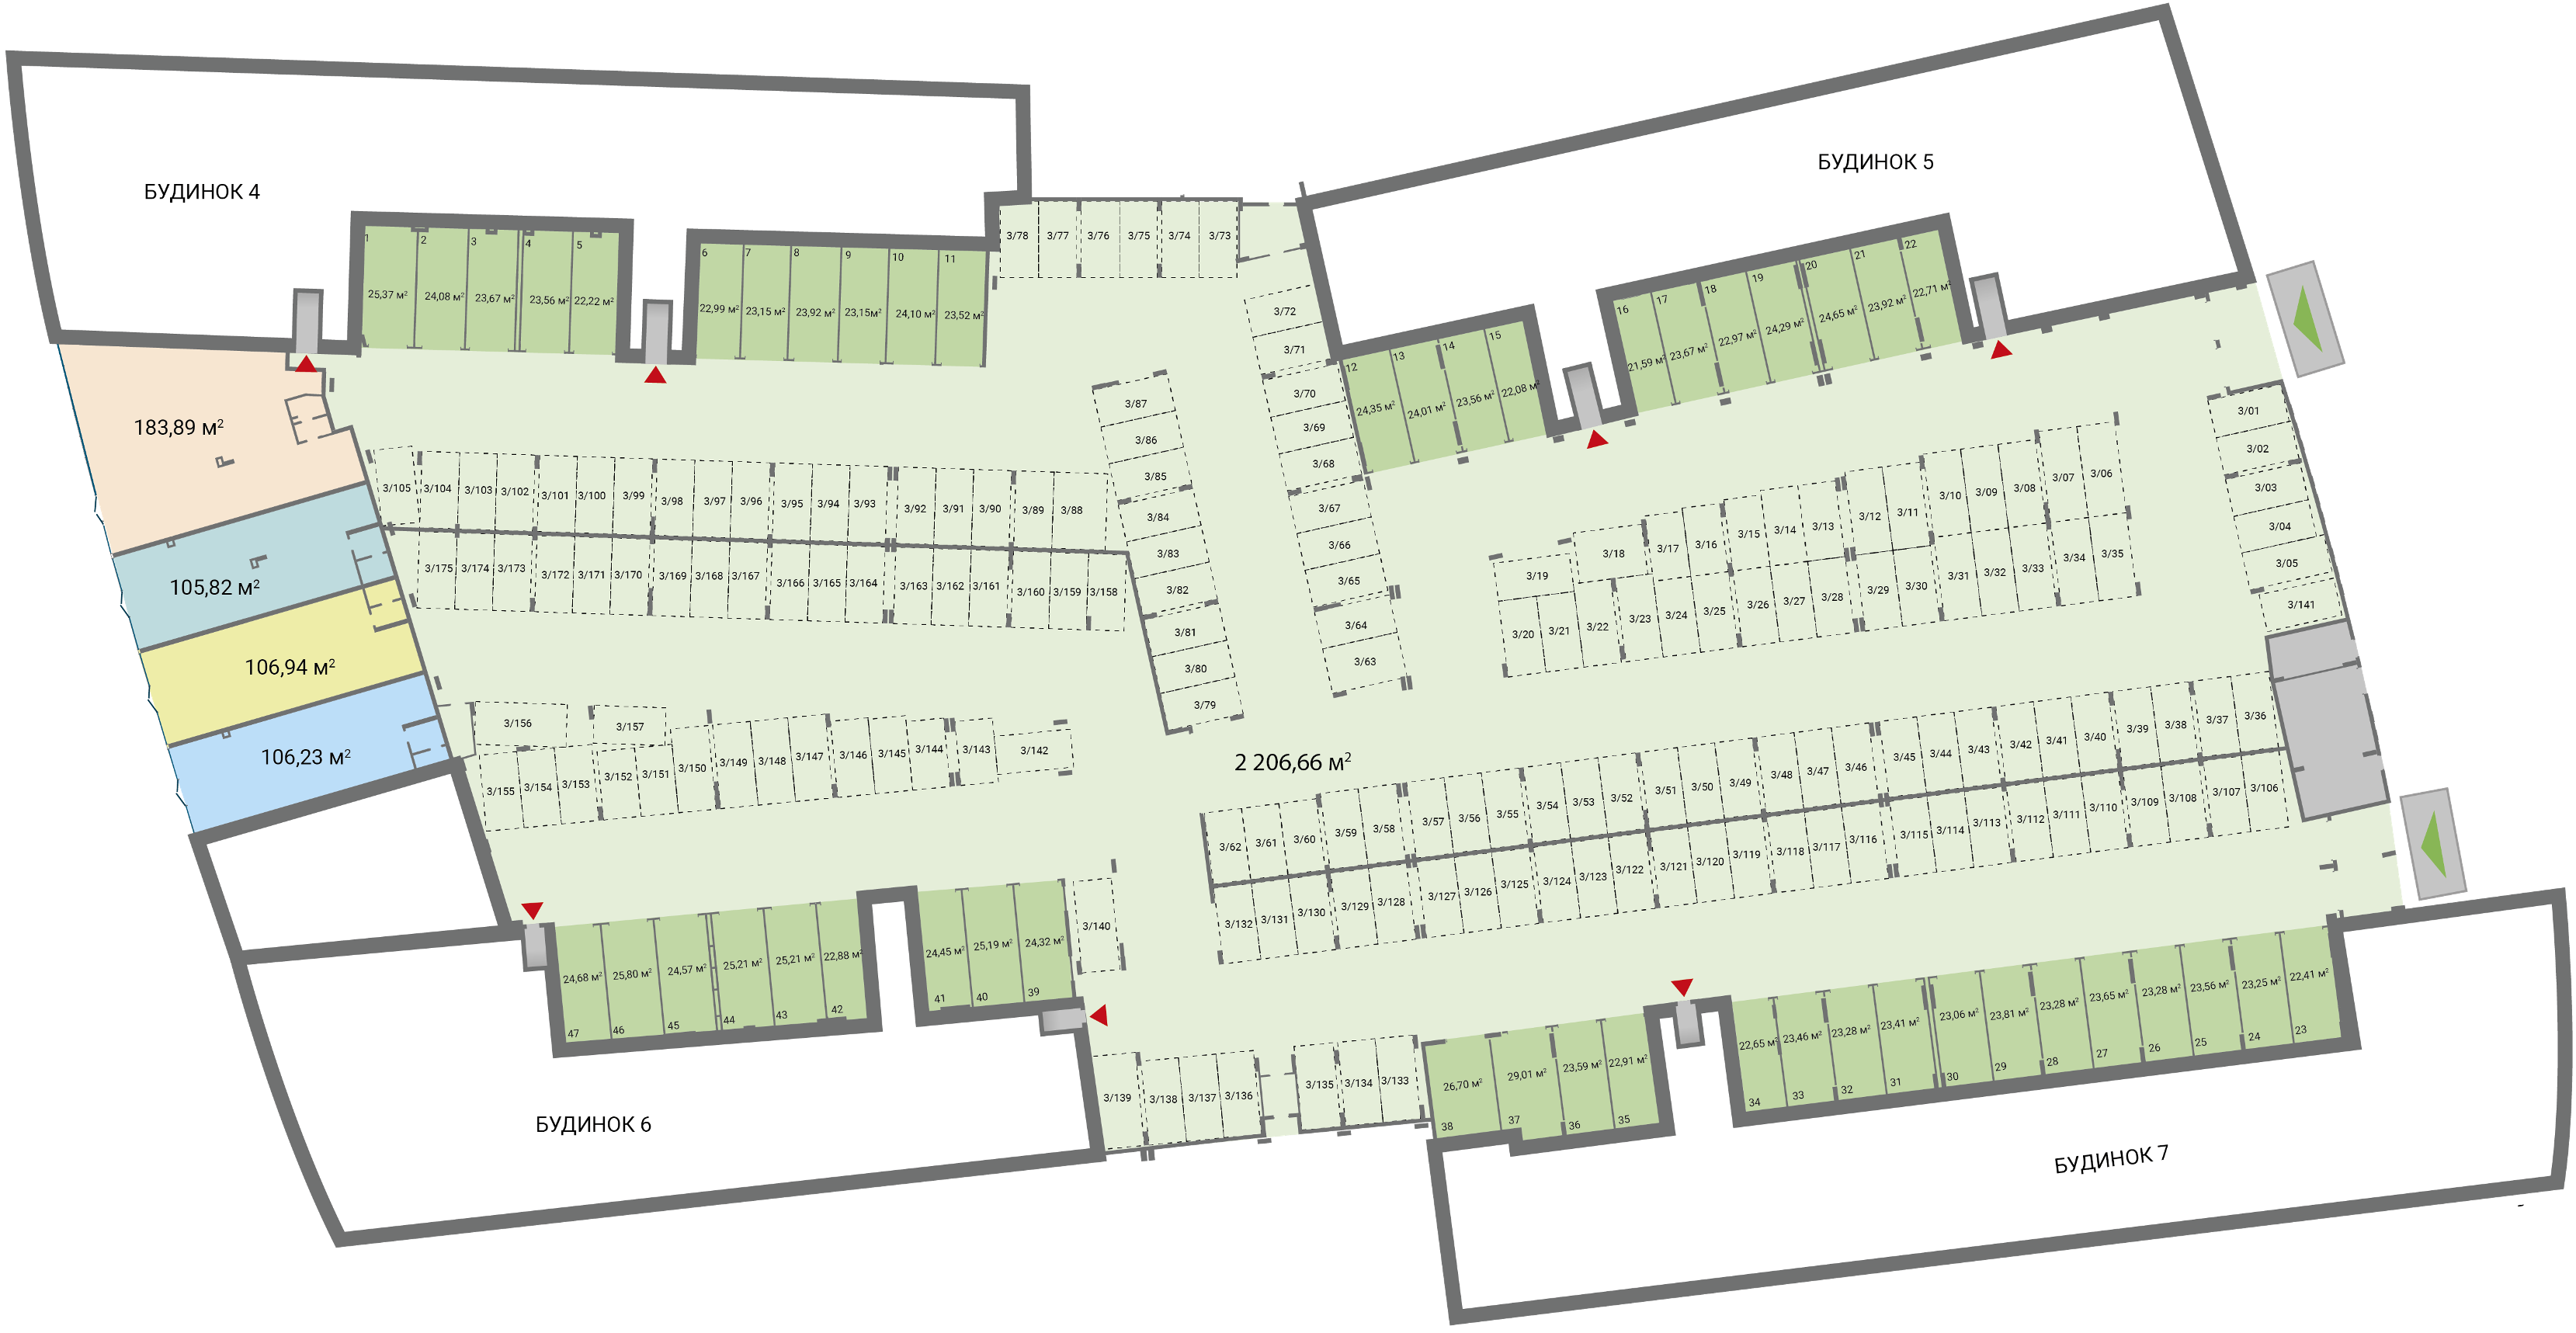 БУДИНОК 4
БУДИНОК 5
1 2 3 4 5
25,37 м² 24,08 м² 23,67 м² 23,56 м² 22,22 м²
6 7 8 9 10 11
22,99 м² 23,15 м² 23,92 м² 23,15м² 24,10 м² 23,52 м²
3/78 3/77 3/76 3/75 3/74 3/73
3/72
3/71
3/70
3/69
3/68
3/67
3/66
3/65
3/64
3/63
12 13 14 15
24,35 м² 24,01 м² 23,56 м² 22,08 м²
16 17 18 19 20 21 22
21,59 м² 23,67 м² 22,97 м² 24,29 м² 24,65 м² 23,92 м² 22,71 м²
183,89 м²
105,82 м²
106,94 м²
106,23 м²
3/87
3/86
3/85
3/84
3/83
3/82
3/81
3/80
3/79
3/105 3/104 3/103 3/102 3/101 3/100 3/99 3/98 3/97 3/96 3/95 3/94 3/93 3/92 3/91 3/90 3/89 3/88
3/175 3/174 3/173 3/172 3/171 3/170 3/169 3/168 3/167 3/166 3/165 3/164 3/163 3/162 3/161 3/160 3/159 3/158
3/19 3/18 3/17 3/16 3/15 3/14 3/13 3/12 3/11 3/10 3/09 3/08 3/07 3/06
3/20 3/21 3/22 3/23 3/24 3/25 3/26 3/27 3/28 3/29 3/30 3/31 3/32 3/33 3/34 3/35
3/01
3/02
3/03
3/04
3/05
3/141
3/156 3/157
3/155 3/154 3/153 3/152 3/151 3/150 3/149 3/148 3/147 3/146 3/145 3/144 3/143 3/142
2 206,66 м²
3/62 3/61 3/60 3/59 3/58 3/57 3/56 3/55 3/54 3/53 3/52 3/51 3/50 3/49 3/48 3/47 3/46 3/45 3/44 3/43 3/42 3/41 3/40 3/39 3/38 3/37 3/36
3/132 3/131 3/130 3/129 3/128 3/127 3/126 3/125 3/124 3/123 3/122 3/121 3/120 3/119 3/118 3/117 3/116 3/115 3/114 3/113 3/112 3/111 3/110 3/109 3/108 3/107 3/106
24,68 м² 25,80 м² 24,57 м² 25,21 м² 25,21 м² 22,88 м²
47 46 45 44 43 42
24,45 м² 25,19 м² 24,32 м²
41 40 39
3/140
3/139 3/138 3/137 3/136 3/135 3/134 3/133
26,70 м² 29,01 м² 23,59 м² 22,91 м²
38 37 36 35
22,65 м² 23,46 м² 23,28 м² 23,41 м² 23,06 м² 23,81 м² 23,28 м² 23,65 м² 23,28 м² 23,56 м² 23,25 м² 22,41 м²
34 33 32 31 30 29 28 27 26 25 24 23
БУДИНОК 6
БУДИНОК 7